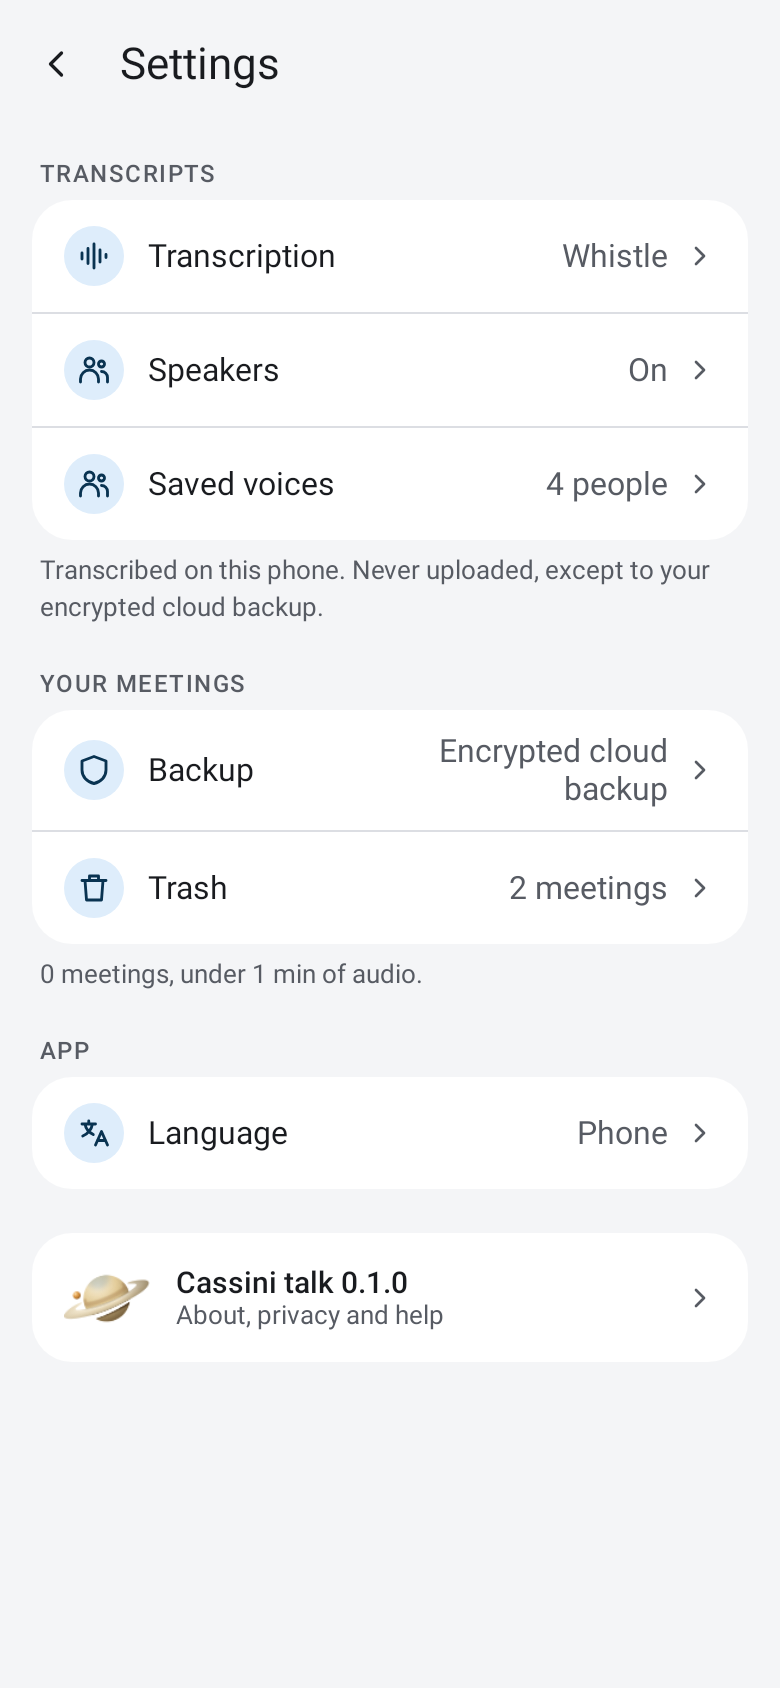 Settings
TRANSCRIPTS
Transcription Whistle
Speakers On
Saved voices 4 people
Transcribed on this phone. Never uploaded, except to your
encrypted cloud backup.
YOUR MEETINGS
Backup Encrypted cloud
backup
Trash 2 meetings
0 meetings, under 1 min of audio.
APP
Language Phone
Cassini talk 0.1.0
About, privacy and help